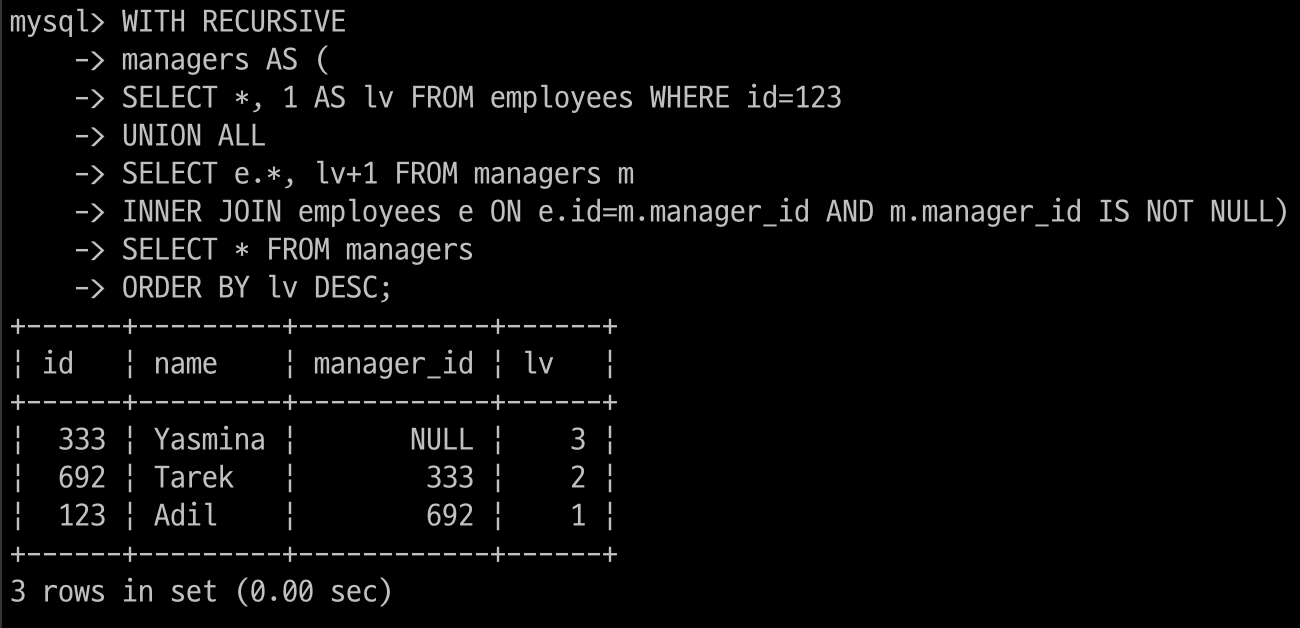 mysql> WITH RECURSIVE
    -> managers AS (
    -> SELECT *, 1 AS lv FROM employees WHERE id=123
    -> UNION ALL
    -> SELECT e.*, lv+1 FROM managers m
    -> INNER JOIN employees e ON e.id=m.manager_id AND m.manager_id IS NOT NULL)
    -> SELECT * FROM managers
    -> ORDER BY lv DESC;
+------+---------+------------+------+
¦ id   ¦ name    ¦ manager_id ¦ lv   ¦
+------+---------+------------+------+
¦  333 ¦ Yasmina ¦       NULL ¦    3 ¦
¦  692 ¦ Tarek   ¦        333 ¦    2 ¦
¦  123 ¦ Adil    ¦        692 ¦    1 ¦
+------+---------+------------+------+
3 rows in set (0.00 sec)